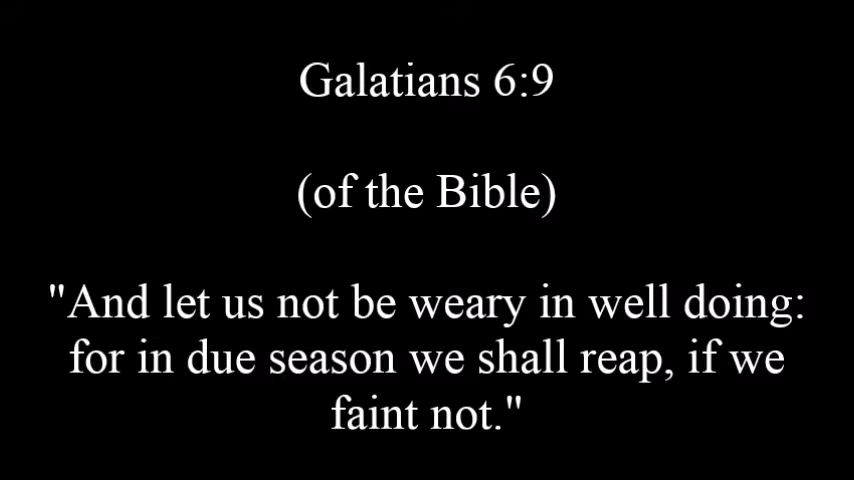 Galatians 6:9
(of the Bible)
"And let us not be weary in well doing:
for in due season we shall reap, if we
faint not."